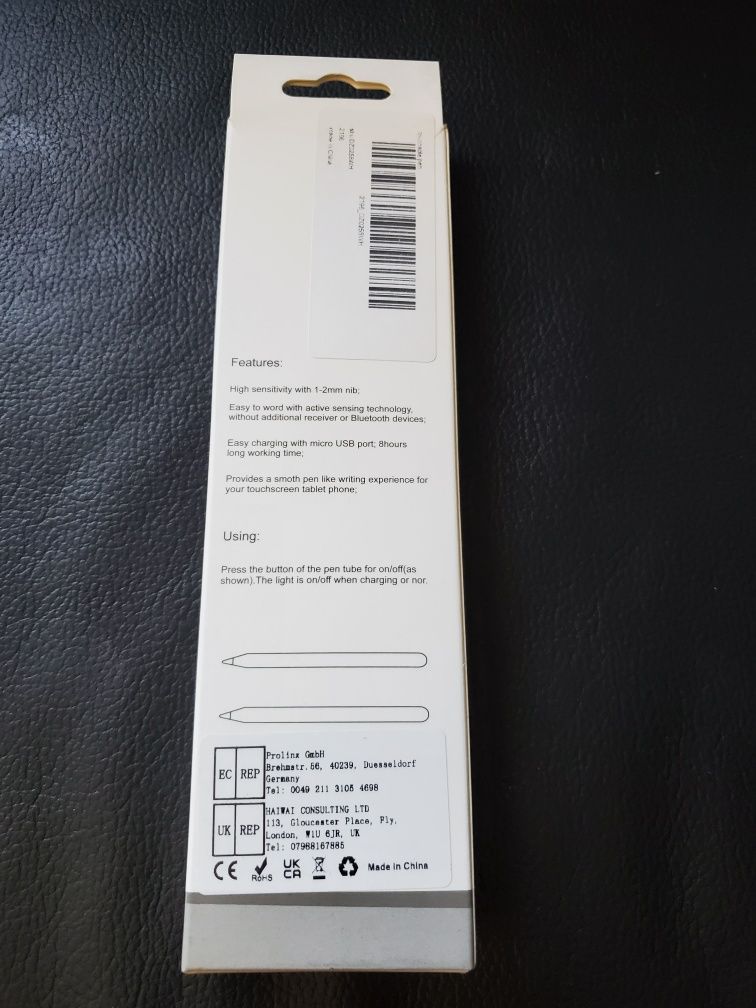 Features:
High sensitivity with 1-2mm nib;
Easy to word with active sensing technology,
without additional receiver or Bluetooth devices;
Easy charging with micro USB port; 8hours
long working time;
Provides a smoth pen like writing experience for
your touchscreen tablet phone;
Using:
Press the button of the pen tube for on/off(as
shown).The light is on/off when charging or nor.
EC REP
Prolinx GmbH
Brehmstr.56, 40239, Duesseldorf
Germany
Tel: 0049 211 3105 4698
UK REP
HAIWAI CONSULTING LTD
113, Gloucester Place, Fly,
London, W1U 6JR, UK
Tel: 07988167885
CE RoHS UK CA Made in China